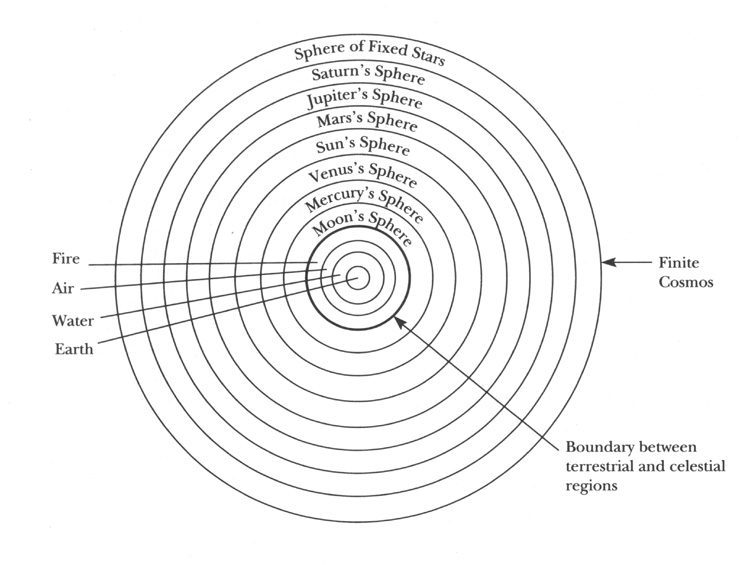 Sphere of Fixed Stars
Saturn's Sphere
Jupiter's Sphere
Mars's Sphere
Sun's Sphere
Venus's Sphere
Mercury's Sphere
Moon's Sphere
Fire
Air
Water
Earth
Finite
Cosmos
Boundary between
terrestrial and celestial
regions